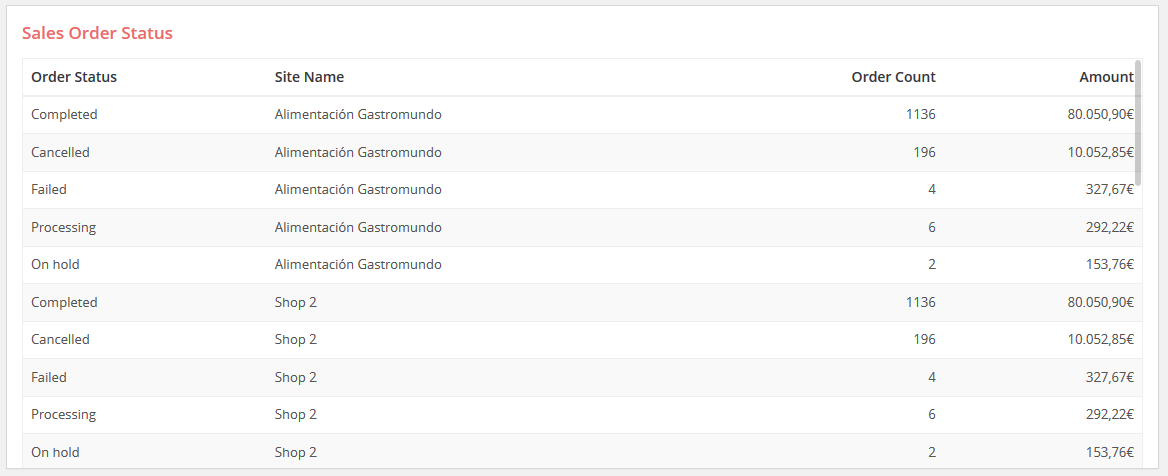 Sales Order Status
Order Status Site Name Order Count Amount
Completed Alimentación Gastromundo 1136 80.050,90€
Cancelled Alimentación Gastromundo 196 10.052,85€
Failed Alimentación Gastromundo 4 327,67€
Processing Alimentación Gastromundo 6 292,22€
On hold Alimentación Gastromundo 2 153,76€
Completed Shop 2 1136 80.050,90€
Cancelled Shop 2 196 10.052,85€
Failed Shop 2 4 327,67€
Processing Shop 2 6 292,22€
On hold Shop 2 2 153,76€